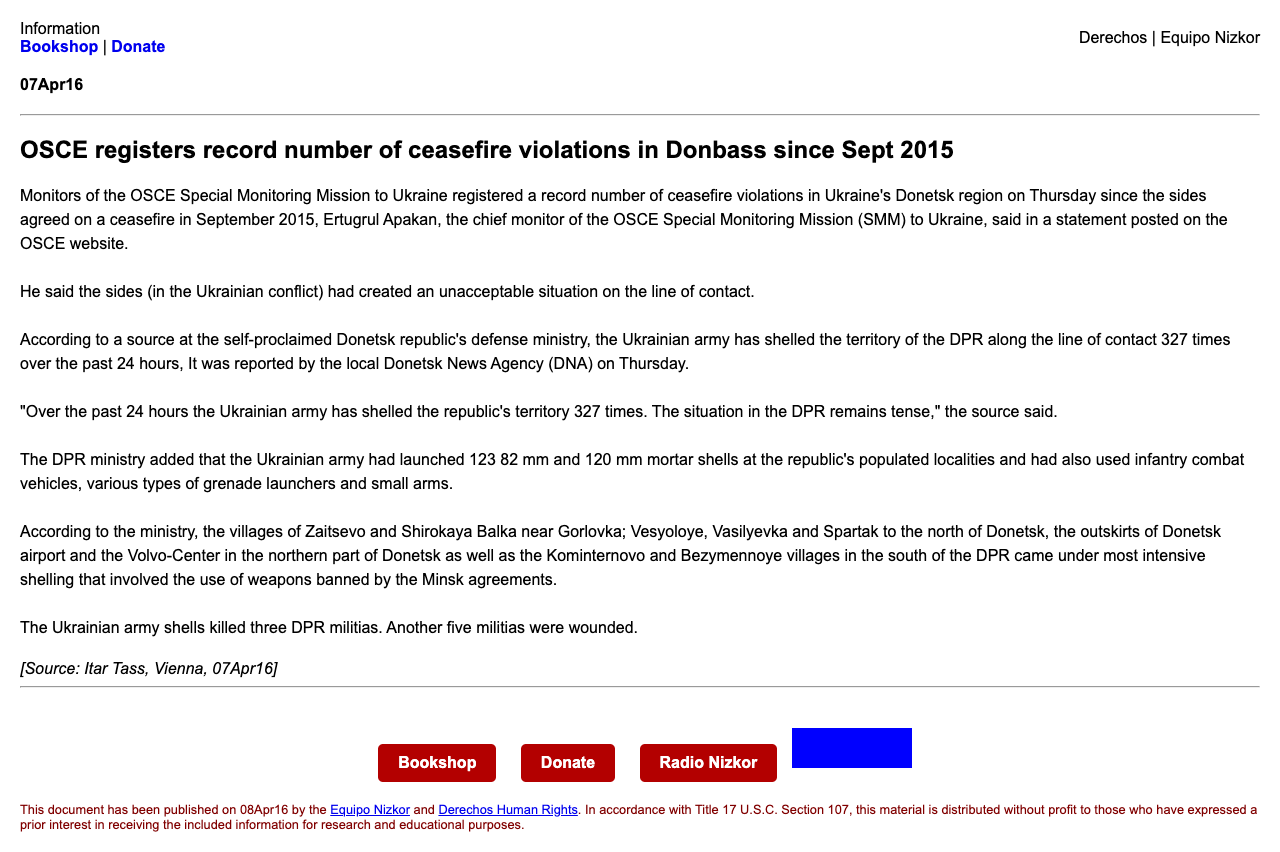 Information
Bookshop | Donate
Derechos | Equipo Nizkor
07Apr16
OSCE registers record number of ceasefire violations in Donbass since Sept 2015
Monitors of the OSCE Special Monitoring Mission to Ukraine registered a record number of ceasefire violations in Ukraine's Donetsk region on Thursday since the sides
agreed on a ceasefire in September 2015, Ertugrul Apakan, the chief monitor of the OSCE Special Monitoring Mission (SMM) to Ukraine, said in a statement posted on the
OSCE website.
He said the sides (in the Ukrainian conflict) had created an unacceptable situation on the line of contact.
According to a source at the self-proclaimed Donetsk republic's defense ministry, the Ukrainian army has shelled the territory of the DPR along the line of contact 327 times
over the past 24 hours, It was reported by the local Donetsk News Agency (DNA) on Thursday.
"Over the past 24 hours the Ukrainian army has shelled the republic's territory 327 times. The situation in the DPR remains tense," the source said.
The DPR ministry added that the Ukrainian army had launched 123 82 mm and 120 mm mortar shells at the republic's populated localities and had also used infantry combat
vehicles, various types of grenade launchers and small arms.
According to the ministry, the villages of Zaitsevo and Shirokaya Balka near Gorlovka; Vesyoloye, Vasilyevka and Spartak to the north of Donetsk, the outskirts of Donetsk
airport and the Volvo-Center in the northern part of Donetsk as well as the Kominternovo and Bezymennoye villages in the south of the DPR came under most intensive
shelling that involved the use of weapons banned by the Minsk agreements.
The Ukrainian army shells killed three DPR militias. Another five militias were wounded.
[Source: Itar Tass, Vienna, 07Apr16]
Bookshop
Donate
Radio Nizkor
This document has been published on 08Apr16 by the Equipo Nizkor and Derechos Human Rights. In accordance with Title 17 U.S.C. Section 107, this material is distributed without profit to those who have expressed a
prior interest in receiving the included information for research and educational purposes.